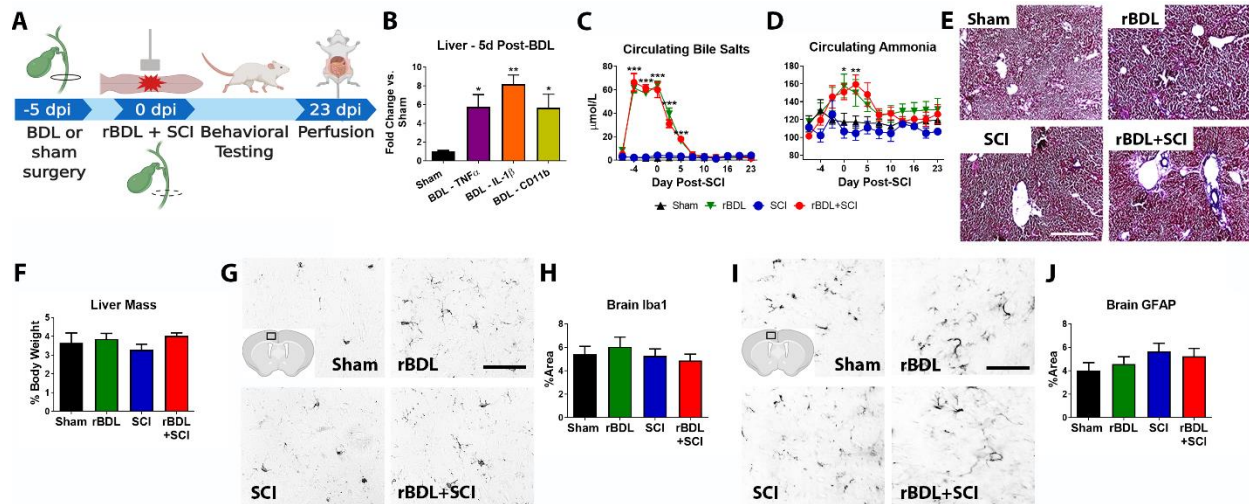 A
-5 dpi
0 dpi
23 dpi
BDL or
sham
surgery
rBDL + SCI
Behavioral
Testing
Perfusion
B
Liver - 5d Post-BDL
Fold Change vs.
Sham
10
8
6
4
2
0
*
**
*
Sham
BDL - TNFα
BDL - IL-1β
BDL - CD11b
C
Circulating Bile Salts
μmol/L
80
60
40
20
0
***
***
***
***
***
-4 0 5 10 16 23
Day Post-SCI
D
Circulating Ammonia
180
160
140
120
100
80
* **
-4 0 5 10 16 23
Day Post-SCI
Sham rBDL SCI rBDL+SCI
E
Sham
rBDL
SCI
rBDL+SCI
F
Liver Mass
% Body Weight
5
4
3
2
1
0
Sham rBDL SCI rBDL
+SCI
G
Sham
rBDL
SCI
rBDL+SCI
H
Brain Iba1
%Area
8
6
4
2
0
Sham rBDL SCI rBDL
+SCI
I
Sham
rBDL
SCI
rBDL+SCI
J
Brain GFAP
%Area
8
6
4
2
0
Sham rBDL SCI rBDL
+SCI